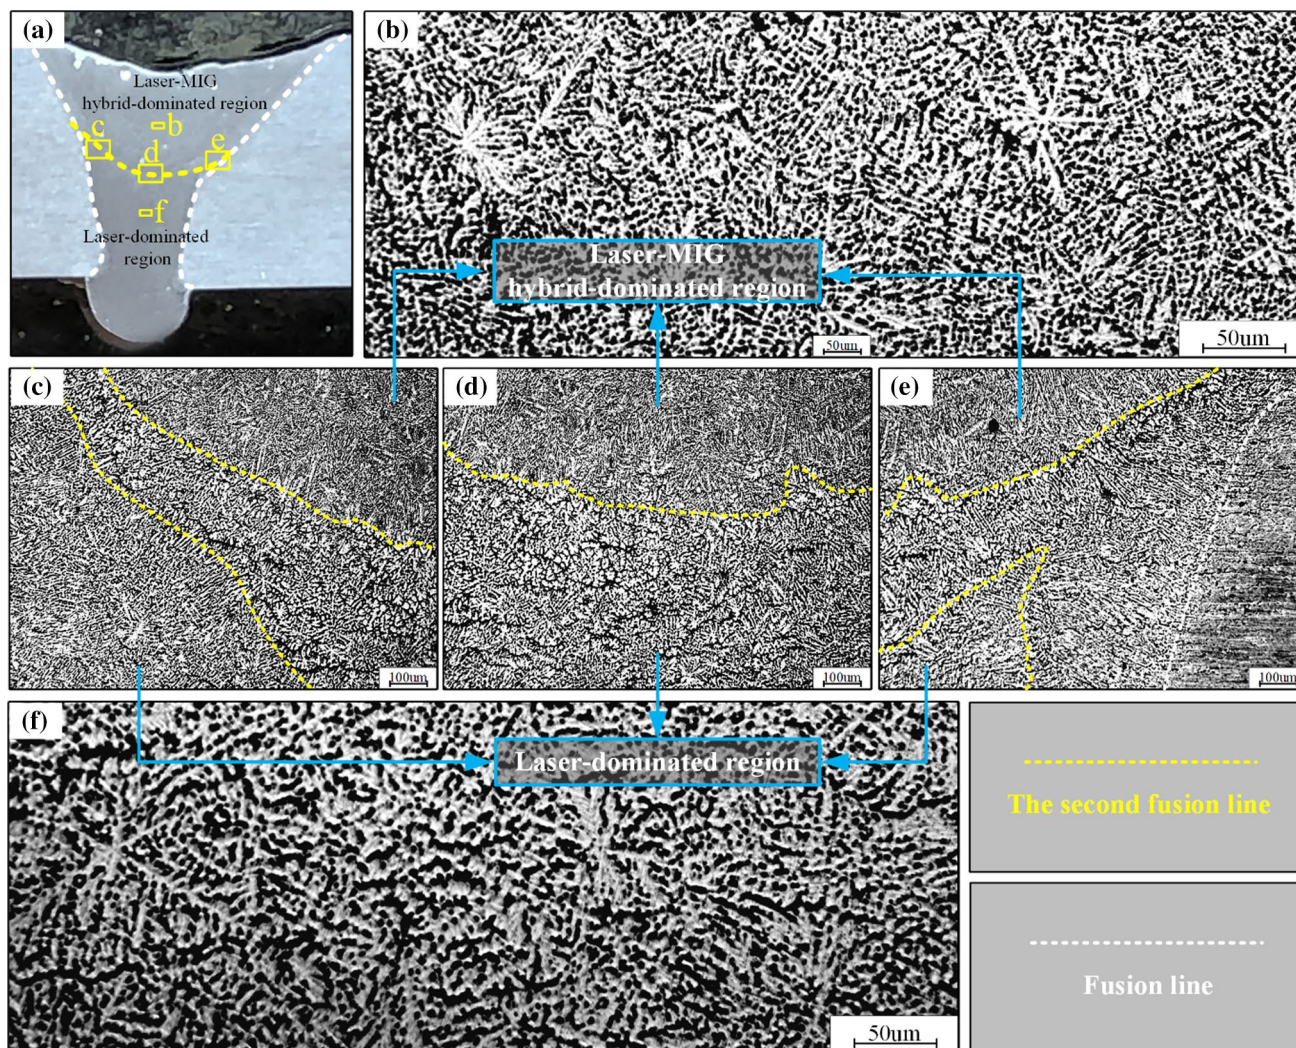 (a)
Laser-MIG
hybrid-dominated region
b
c
d
e
f
Laser-dominated
region
(b)
Laser-MIG
hybrid-dominated region
50um
50um
(c)
100um
(d)
100um
(e)
100um
(f)
Laser-dominated region
50um
The second fusion line
Fusion line